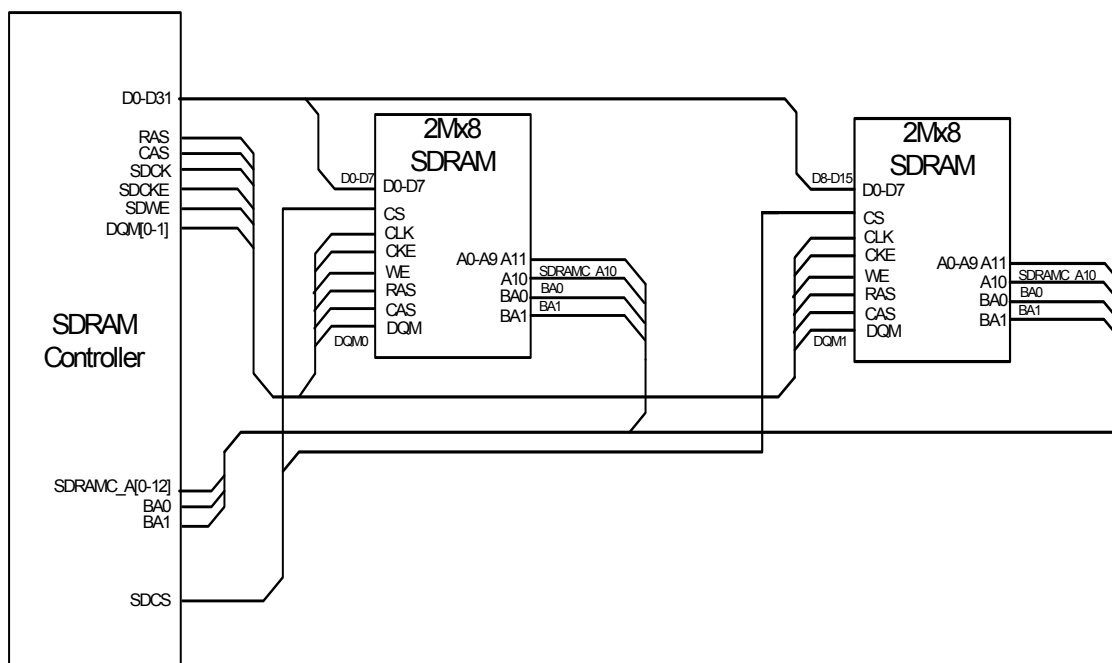 D0-D31
RAS
CAS
SDCK
SDCKE
SDWE
DQM[0-1]
SDRAM
Controller
SDRAMC_A[0-12]
BA0
BA1
SDCS
2Mx8
SDRAM
D0-D7
D0-D7
CS
CLK
CKE
WE
RAS
CAS
DQM
DQM0
A0-A9 A11
A10
BA0
BA1
SDRAMC_A10
BA0
BA1
2Mx8
SDRAM
D8-D15
D0-D7
CS
CLK
CKE
WE
RAS
CAS
DQM
DQM1
A0-A9 A11
A10
BA0
BA1
SDRAMC_A10
BA0
BA1